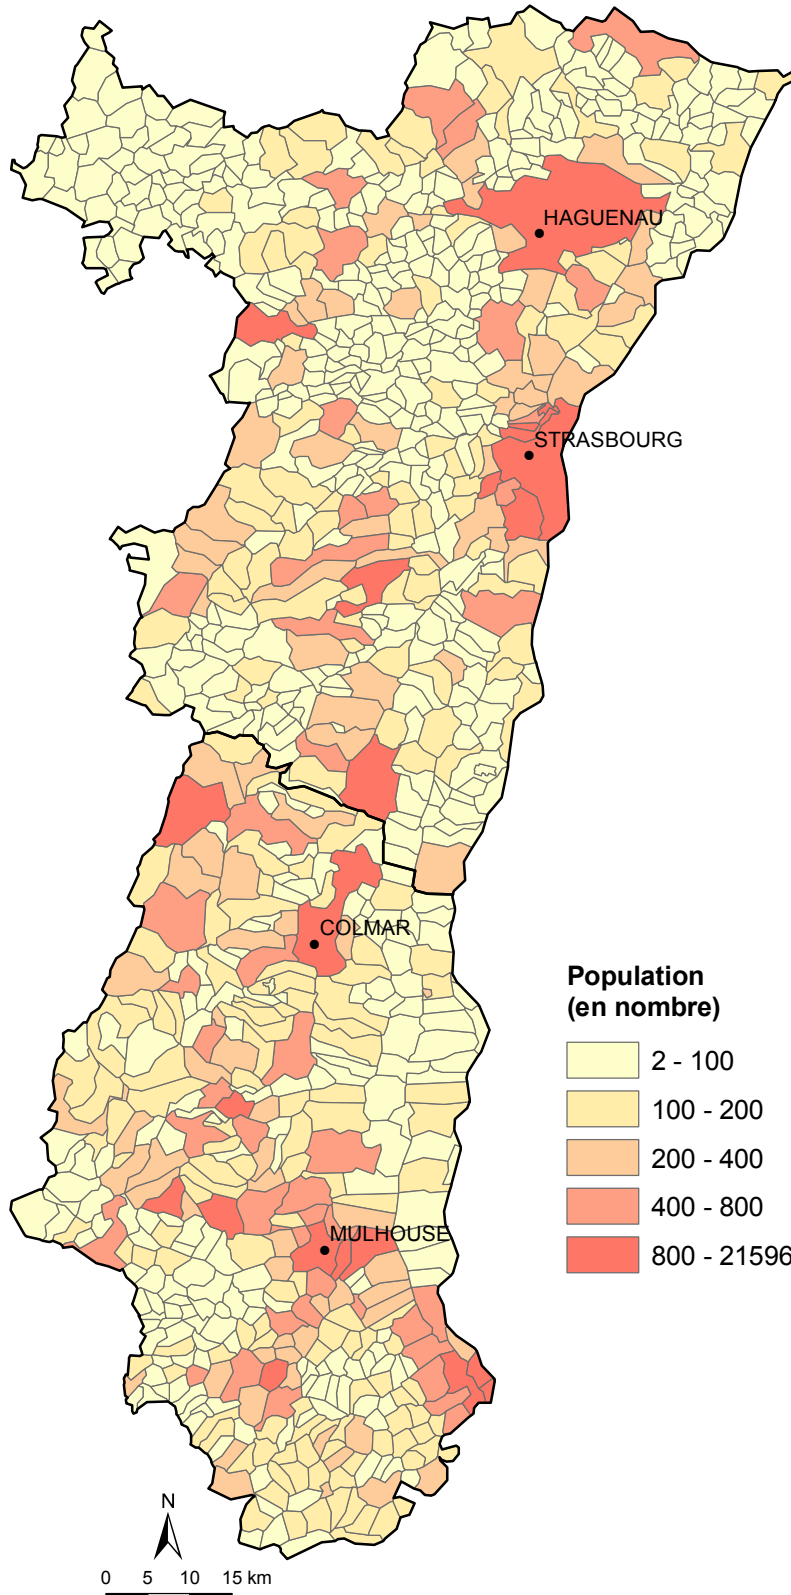 HAGUENAU
STRASBOURG
COLMAR
MULHOUSE
Population
(en nombre)
2 - 100
100 - 200
200 - 400
400 - 800
800 - 21596
N
0 5 10 15 km